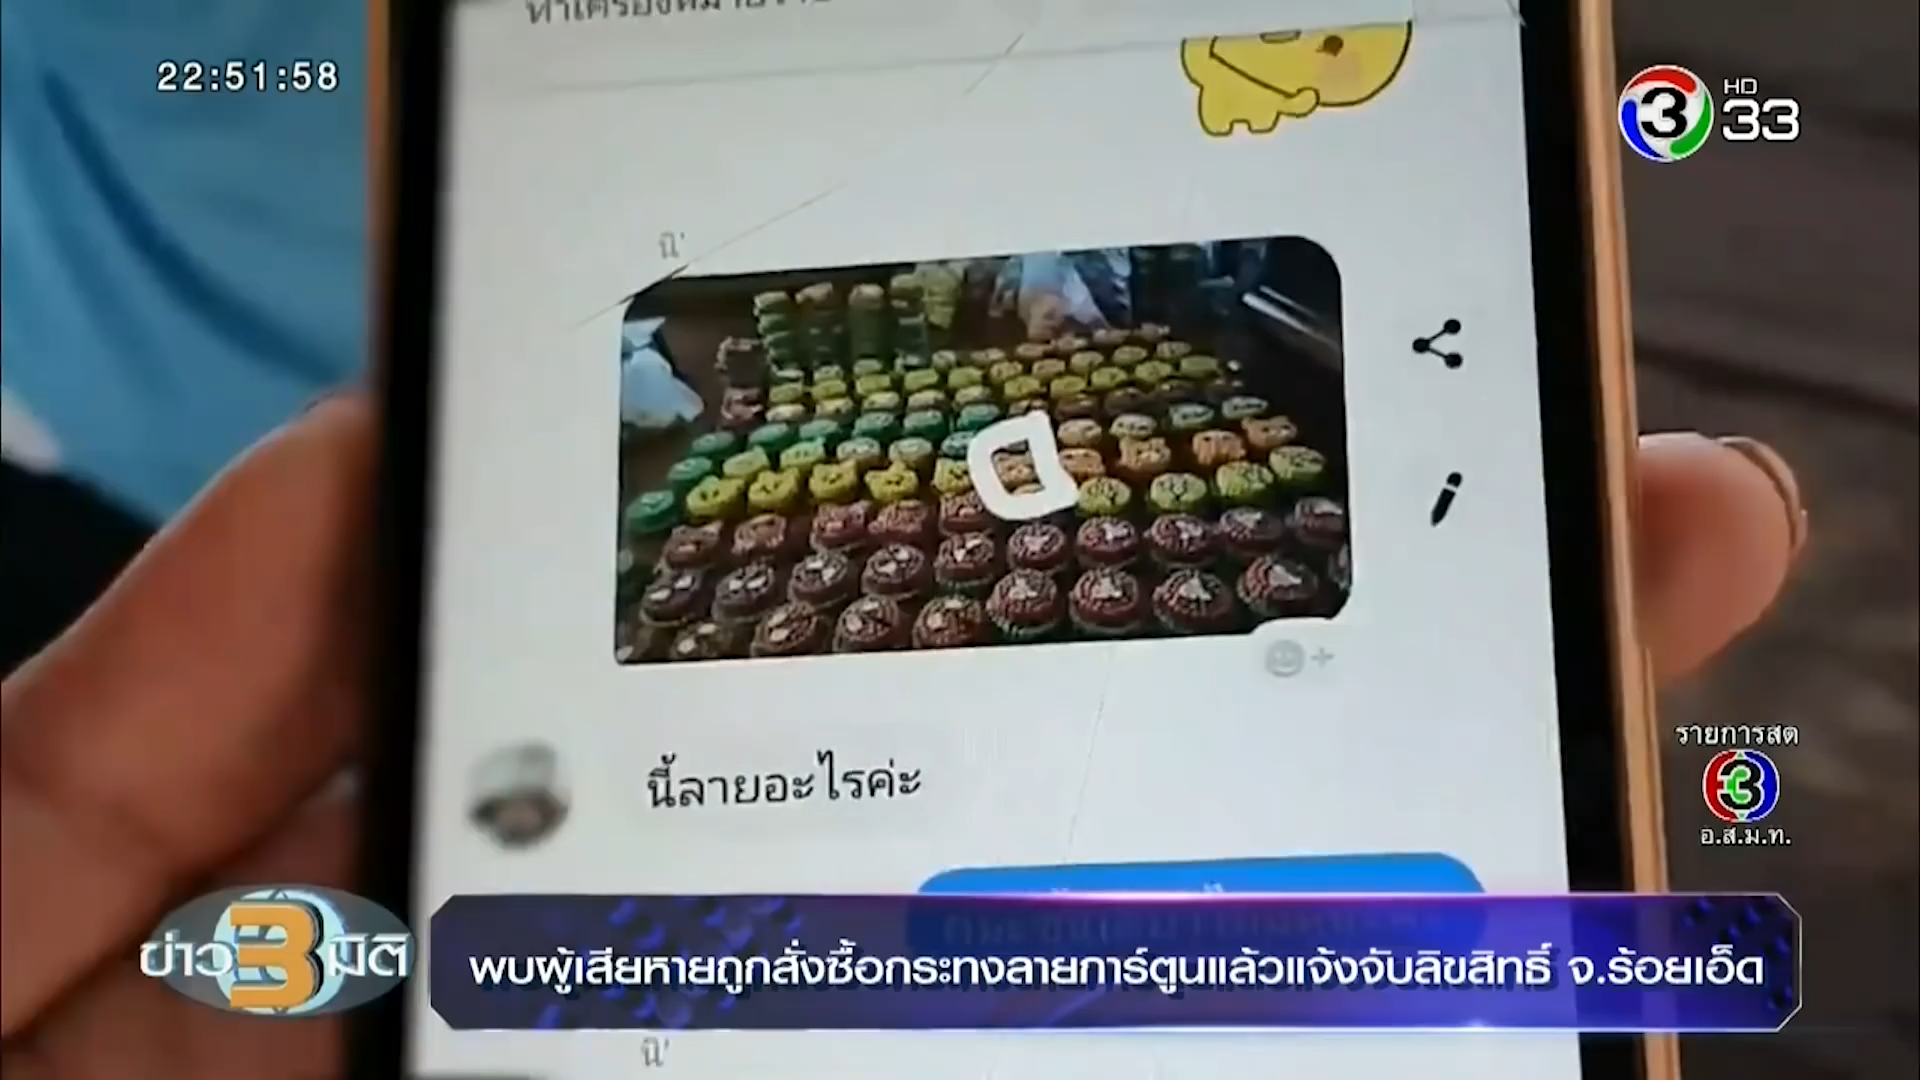 22:51:58
3 HD
33
นิ'
นี้ลายอะไรค่ะ
รายการสด
3
อ.ส.ม.ท.
ข่าว 3 มิติ
พบผู้เสียหายถูกสั่งซื้อกระทงลายการ์ตูนแล้วแจ้งจับลิขสิทธิ์ จ.ร้อยเอ็ด
นิ'